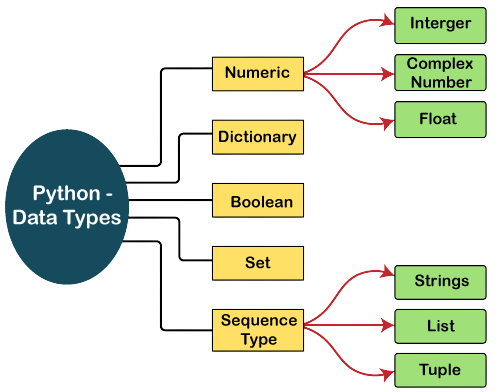 Python -
Data Types
Numeric
Interger
Complex
Number
Float
Dictionary
Boolean
Set
Sequence
Type
Strings
List
Tuple